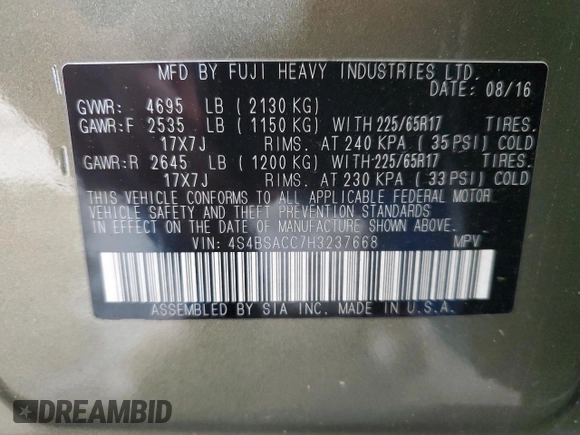 MFD BY FUJI HEAVY INDUSTRIES LTD.
DATE: 08/16
GVWR: 4695 LB ( 2130 KG)
GAWR:F 2535 LB ( 1150 KG) WITH 225/65R17 TIRES.
17X7J RIMS. AT 240 KPA ( 35 PSI) COLD
GAWR:R 2645 LB ( 1200 KG) WITH 225/65R17 TIRES.
17X7J RIMS. AT 230 KPA ( 33 PSI) COLD
THIS VEHICLE CONFORMS TO ALL APPLICABLE FEDERAL MOTOR
VEHICLE SAFETY AND THEFT PREVENTION STANDARDS
IN EFFECT ON THE DATE OF MANUFACTURE SHOWN ABOVE.
VIN: 4S4BSACC7H3237668 MPV
ASSEMBLED BY SIA INC. MADE IN U.S.A.
DREAMBID